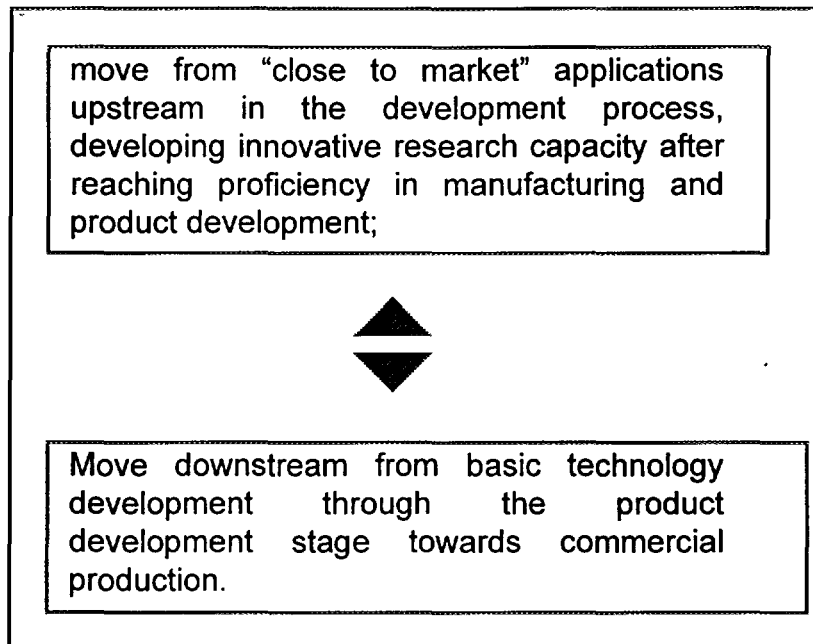 move from “close to market” applications
upstream in the development process,
developing innovative research capacity after
reaching proficiency in manufacturing and
product development;
Move downstream from basic technology
development through the product
development stage towards commercial
production.